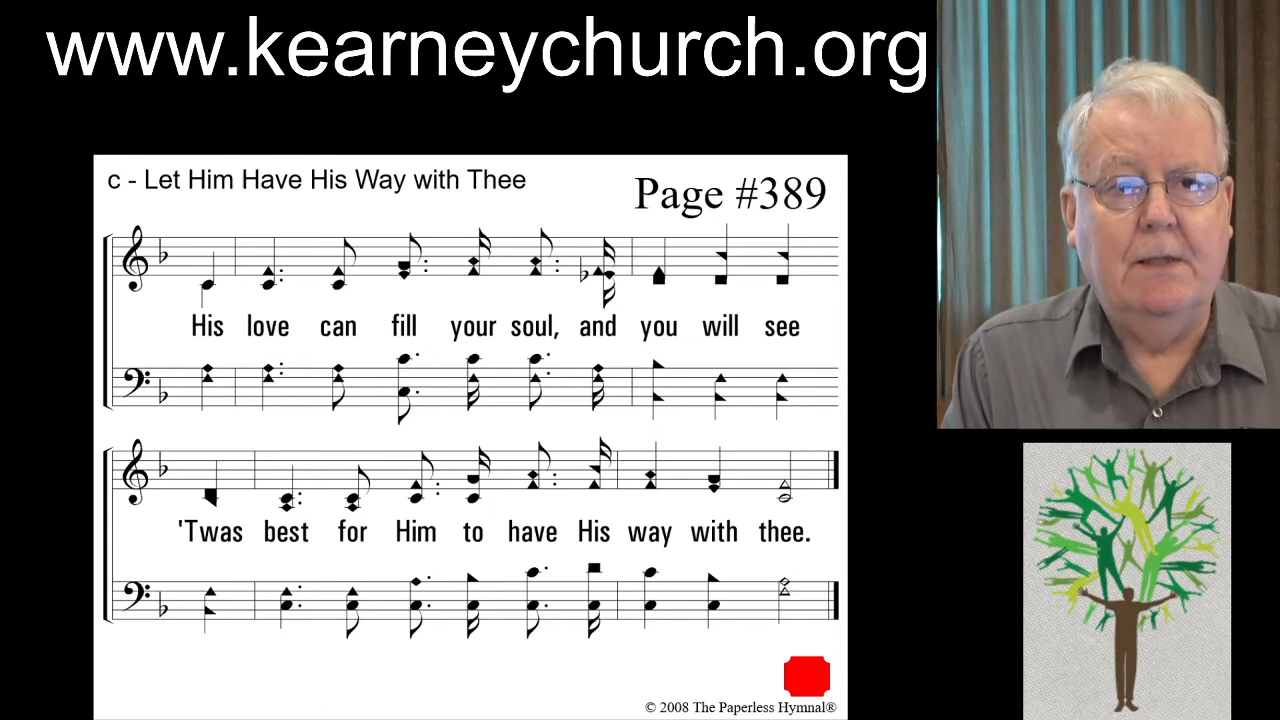 www.kearneychurch.org
c - Let Him Have His Way with Thee
Page #389
His love can fill your soul, and you will see
'Twas best for Him to have His way with thee.
© 2008 The Paperless Hymnal®